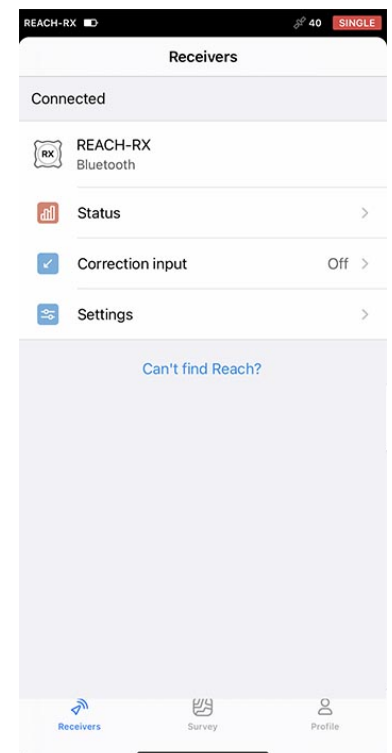 REACH-RX 40 SINGLE
Receivers
Connected
RX
REACH-RX
Bluetooth
Status
Correction input Off
Settings
Can't find Reach?
Receivers Survey Profile